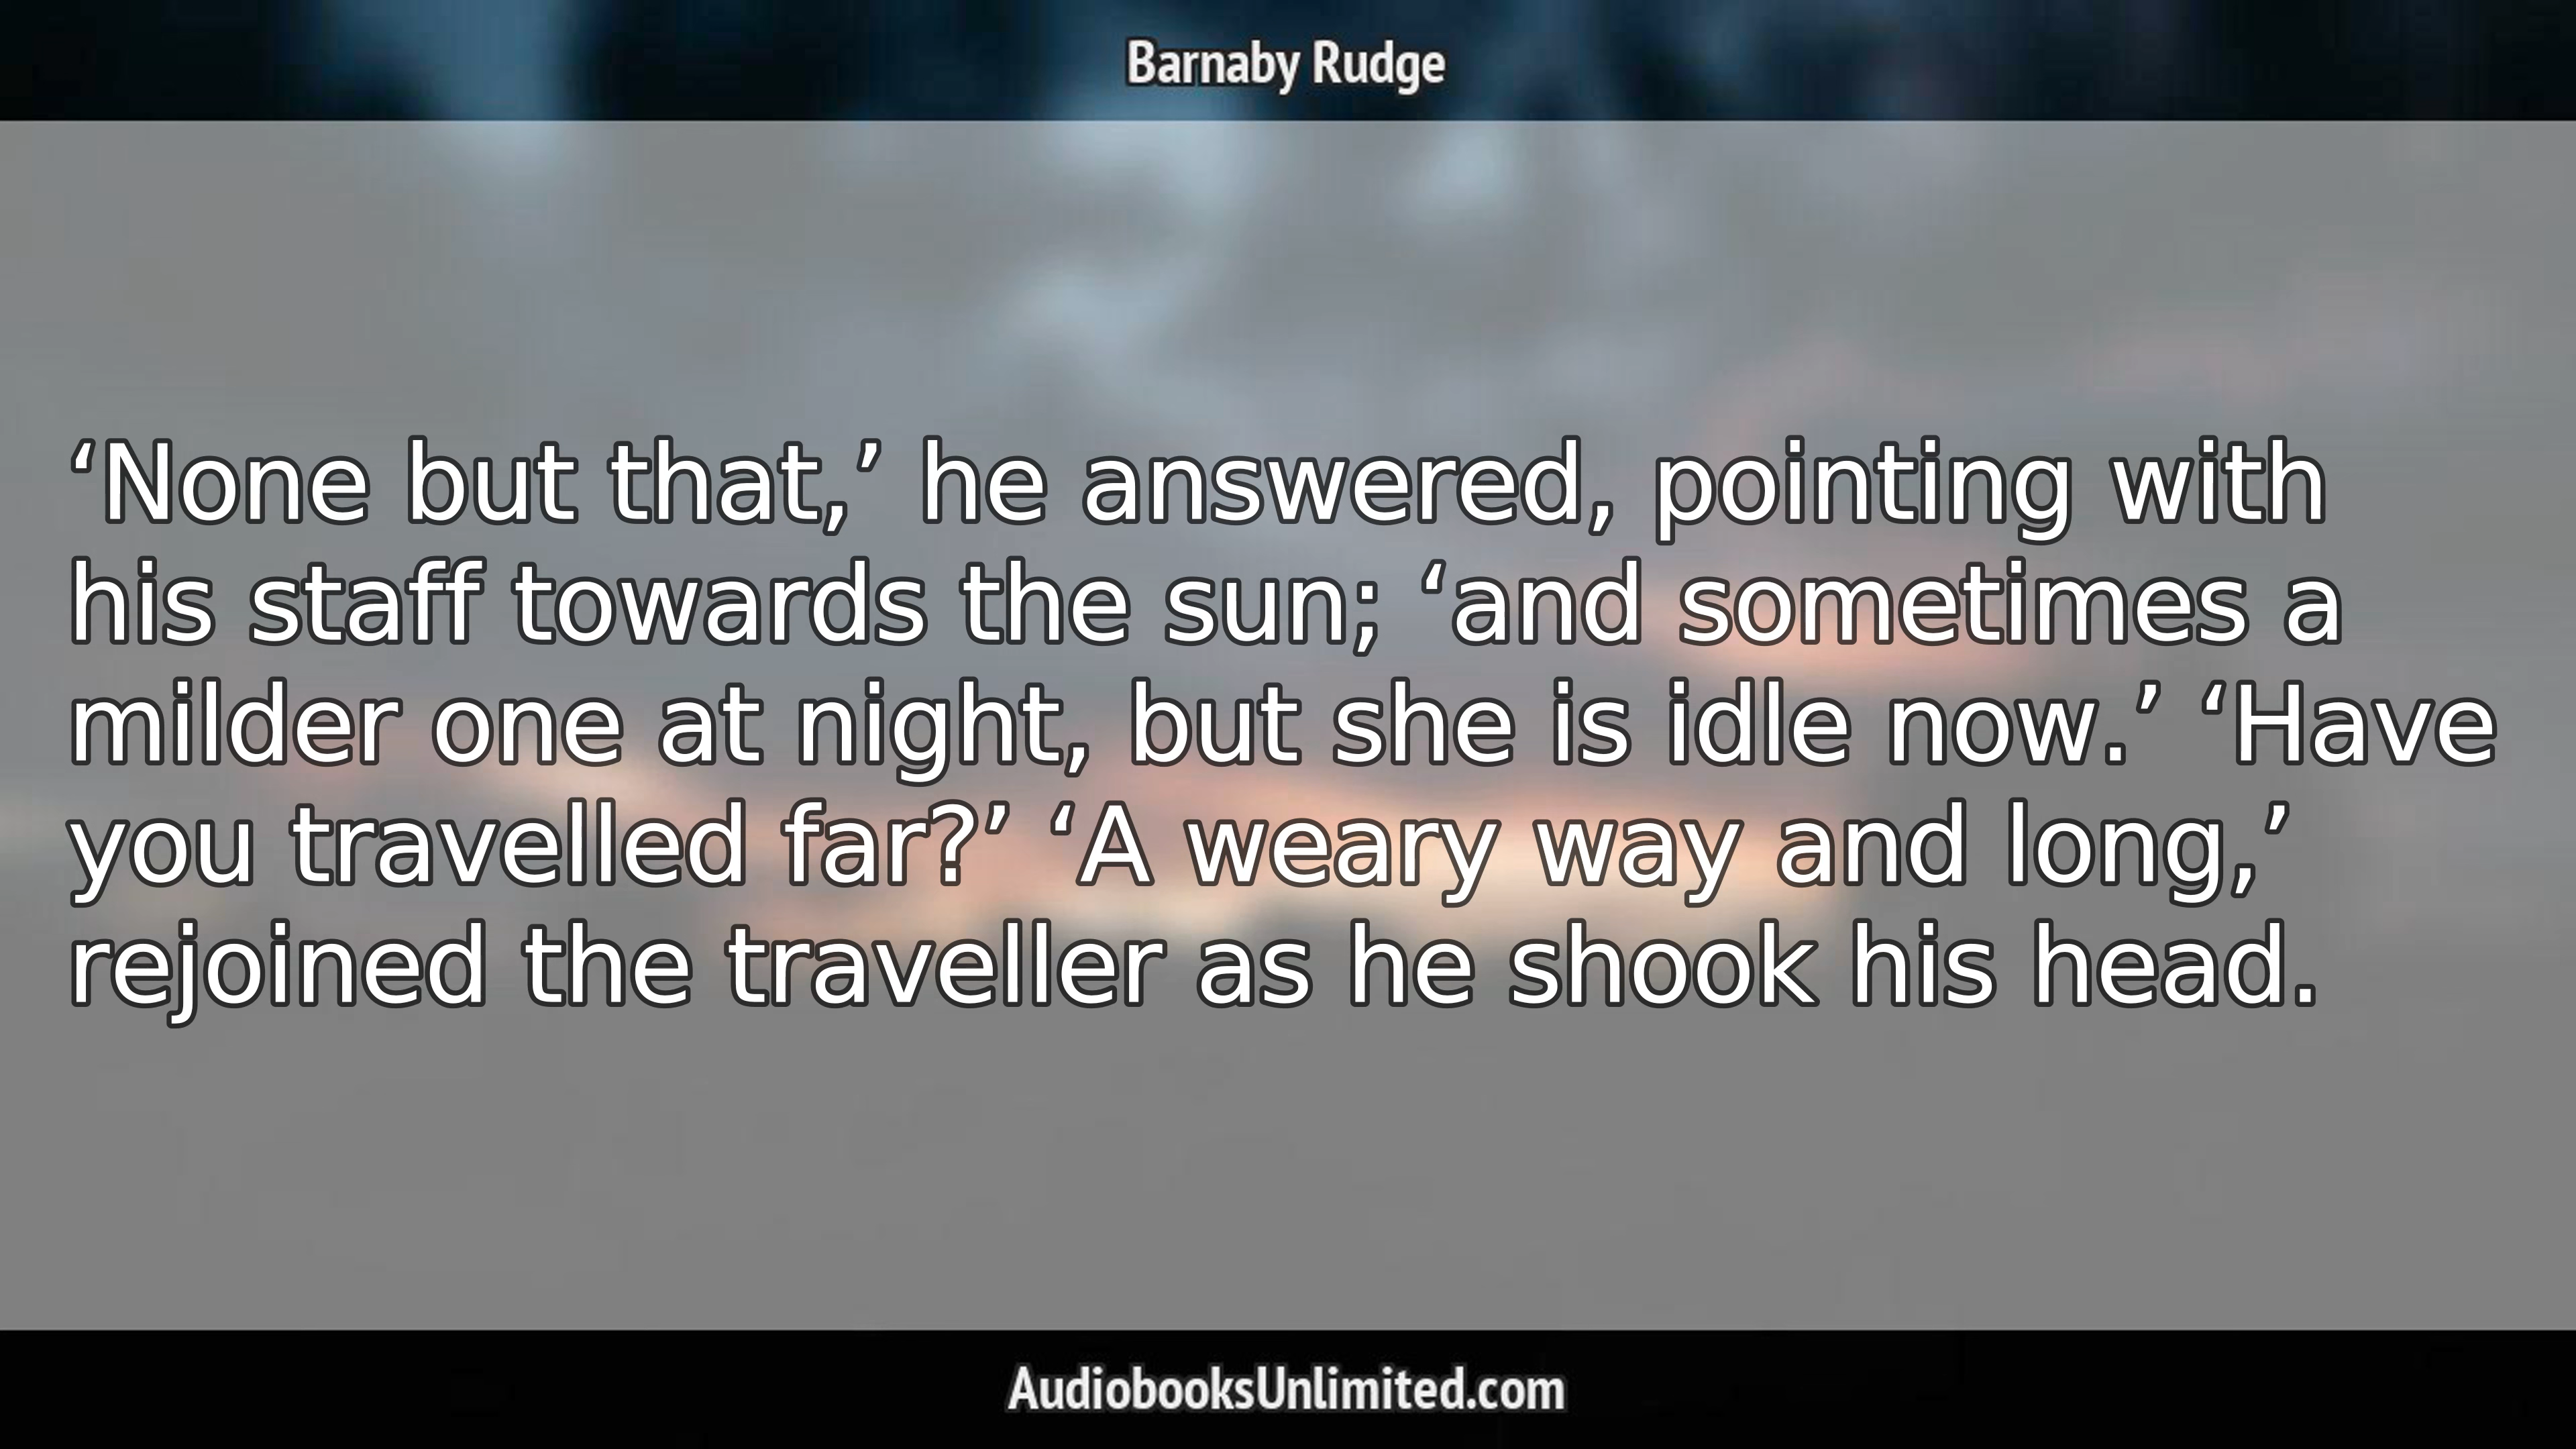 Barnaby Rudge
‘None but that,’ he answered, pointing with
his staff towards the sun; ‘and sometimes a
milder one at night, but she is idle now.’ ‘Have
you travelled far?’ ‘A weary way and long,’
rejoined the traveller as he shook his head.
AudiobooksUnlimited.com